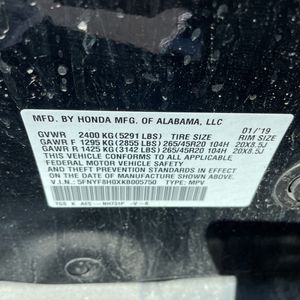 MFD. BY HONDA MFG. OF ALABAMA, LLC
01/'19
GVWR 2400 KG (5291 LBS) TIRE SIZE RIM SIZE
GAWR F 1295 KG (2855 LBS) 265/45R20 104H 20X8.5J
GAWR R 1425 KG (3142 LBS) 265/45R20 104H 20X8.5J
THIS VEHICLE CONFORMS TO ALL APPLICABLE
FEDERAL MOTOR VEHICLE SAFETY AND THEFT
PREVENTION STANDARDS IN EFFECT ON THE DATE
OF MANUFACTURE SHOWN ABOVE.
V.I.N.: 5FNYF8H0XKB005750 TYPE: MPV
NH731P -V -A